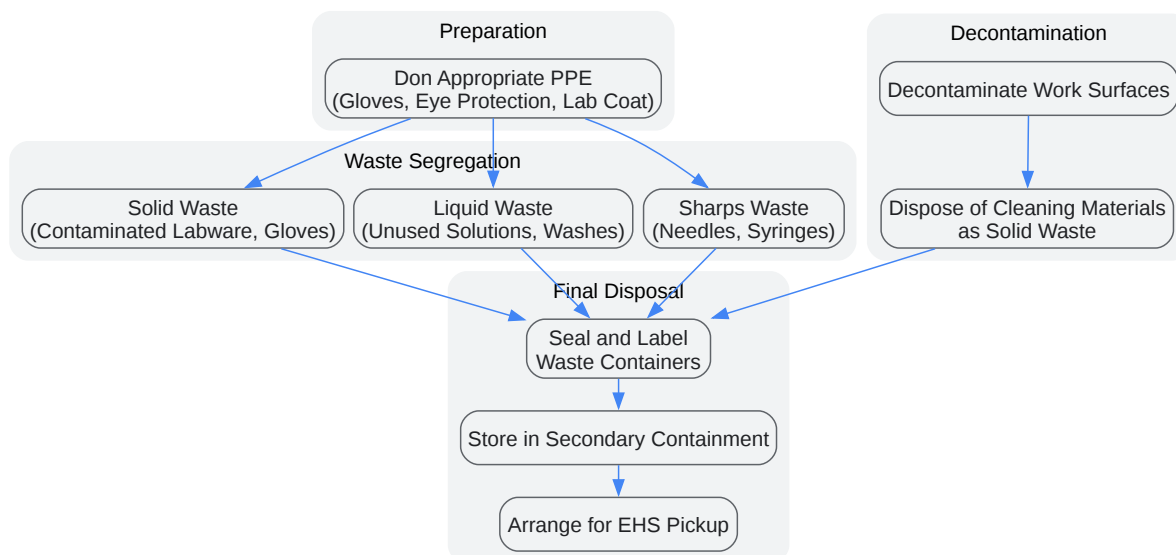 Preparation
Decontamination
Don Appropriate PPE
(Gloves, Eye Protection, Lab Coat)
Decontaminate Work Surfaces
Waste Segregation
Solid Waste
(Contaminated Labware, Gloves)
Liquid Waste
(Unused Solutions, Washes)
Sharps Waste
(Needles, Syringes)
Dispose of Cleaning Materials
as Solid Waste
Final Disposal
Seal and Label
Waste Containers
Store in Secondary Containment
Arrange for EHS Pickup